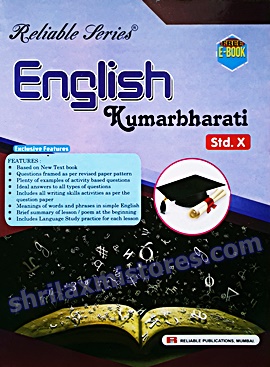 Reliable Series®
FREE
E-BOOK
English
Kumarbharati
Std. X
Exclusive Features
FEATURES :
• Based on New Text book
• Questions framed as per revised paper pattern
• Plenty of examples of activity based questions
• Ideal answers to all types of questions
• Includes all writing skills activities as per the
question paper
• Meanings of words and phrases in simple English
• Brief summary of lesson / poem at the beginning
• Includes Language Study practice for each lesson
shrilaxmistores.com
RELIABLE PUBLICATIONS, MUMBAI